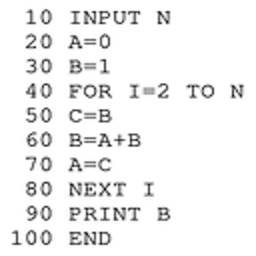 10 INPUT N
20 A=0
30 B=1
40 FOR I=2 TO N
50 C=B
60 B=A+B
70 A=C
80 NEXT I
90 PRINT B
100 END